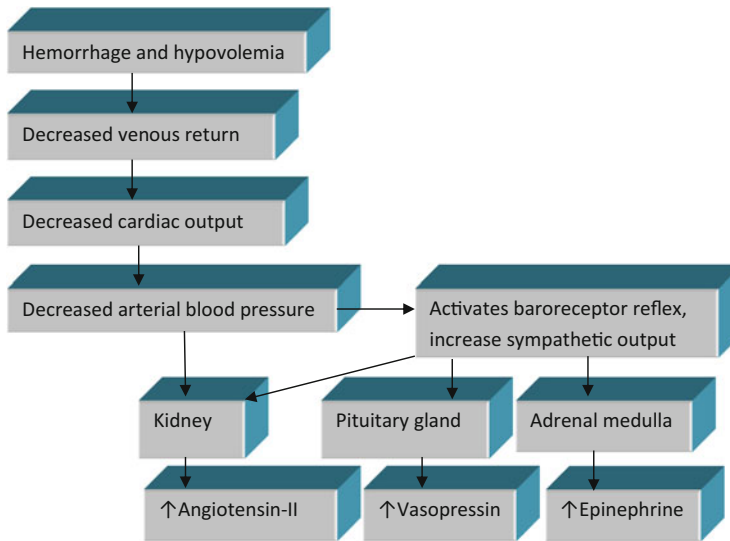 Hemorrhage and hypovolemia
Decreased venous return
Decreased cardiac output
Decreased arterial blood pressure
Activates baroreceptor reflex,
increase sympathetic output
Kidney
Pituitary gland
Adrenal medulla
↑Angiotensin-II
↑Vasopressin
↑Epinephrine